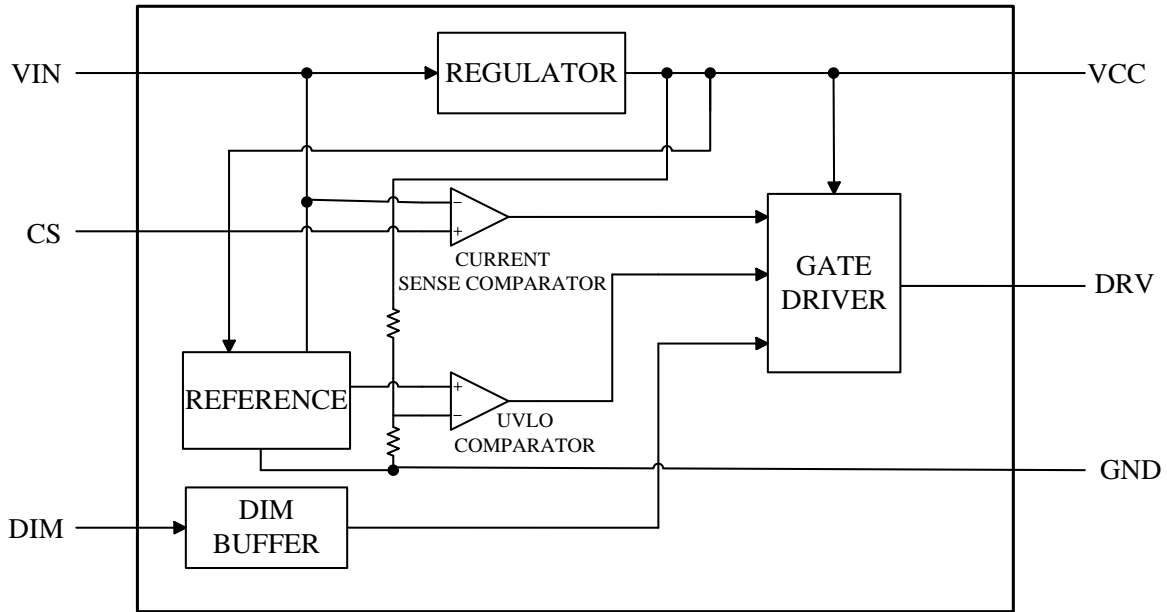 VIN
REGULATOR
VCC
CS
−
+
CURRENT
SENSE COMPARATOR
GATE
DRIVER
DRV
REFERENCE
+
−
UVLO
COMPARATOR
GND
DIM
DIM
BUFFER